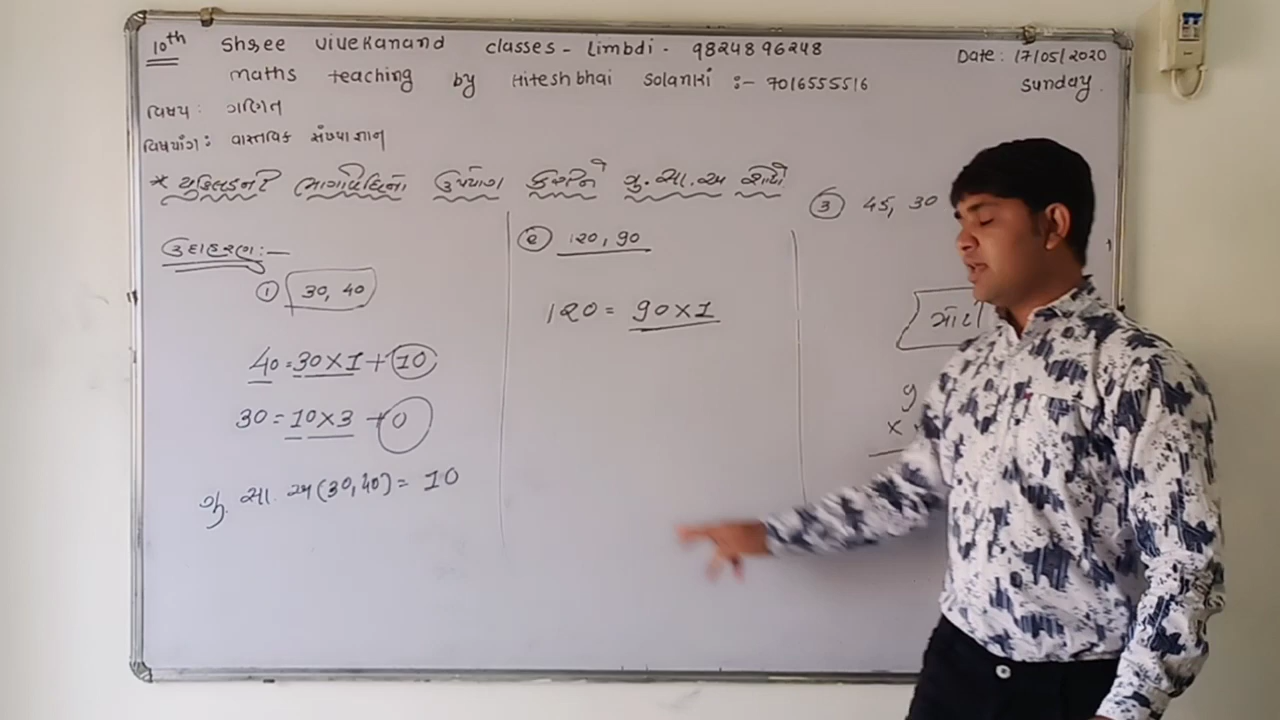 10th Shree Vivekanand classes - Limbdi - 9824896248
Date: 17/05/2020
maths teaching by Hiteshbhai Solanki :- 7016555516
Sunday.
વિષય : ગણિત
વિષયાંગ : વાસ્તવિક સંખ્યાજ્ઞાન
* યુક્લિડની ભાગવિધિના ઉપયોગ કરીને ગુ.સા.અ શોધો
ઉદાહરણ :-
① 30, 40
40 = 30 × 1 + 10
30 = 10 × 3 + 0
ગુ. સા. અ (30, 40) = 10
② 120, 90
120 = 90 × 1
③ 45, 30
9
×